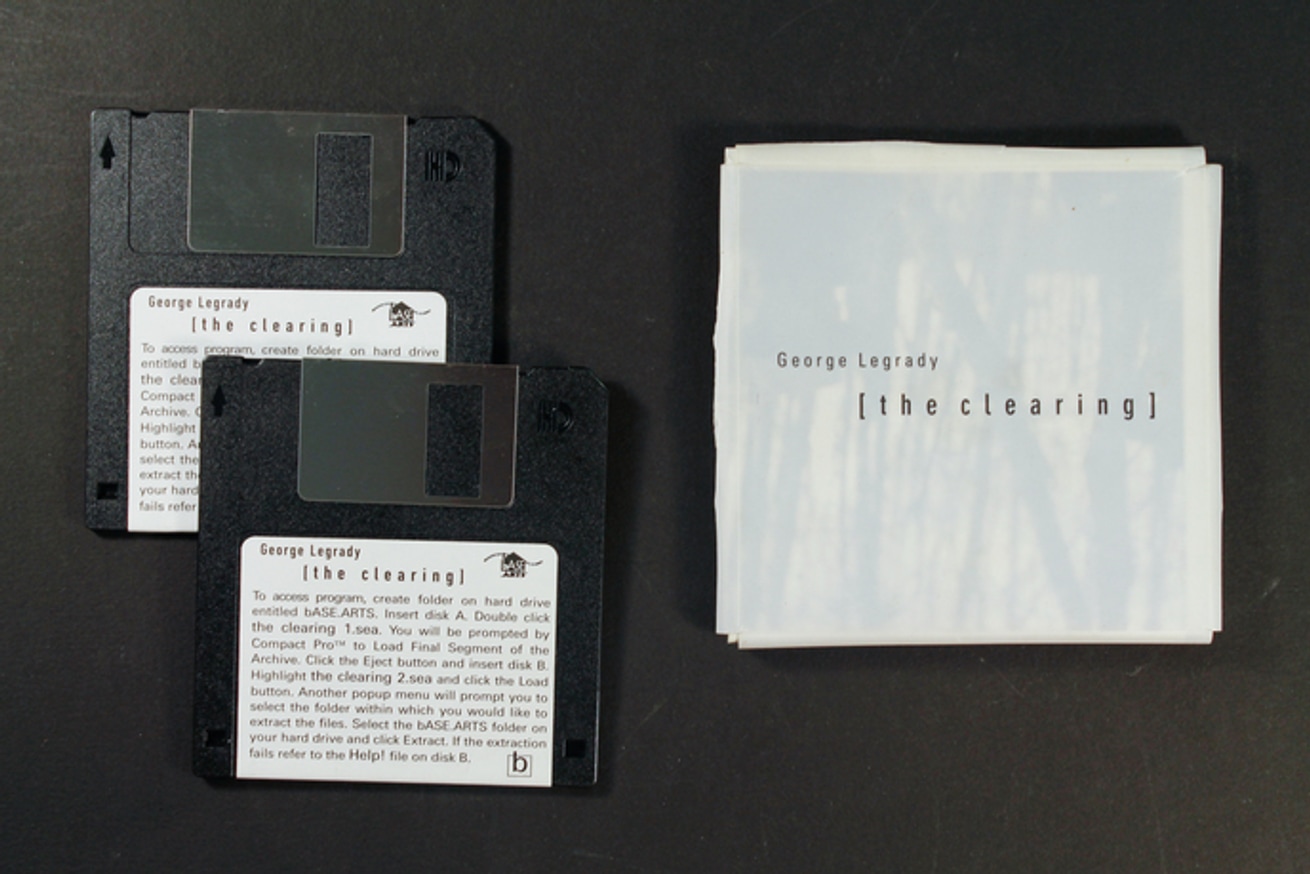 HD
George Legrady
[the clearing]
bASE
ARTS
To access program, create folder on hard drive
entitled b
the clear
Compact
Archive. C
Highlight
button. An
select the
extract th
your hard
fails refer
HD
George Legrady
[the clearing]
bASE
ARTS
To access program, create folder on hard drive
entitled bASE.ARTS. Insert disk A. Double click
the clearing 1.sea. You will be prompted by
Compact Pro™ to Load Final Segment of the
Archive. Click the Eject button and insert disk B.
Highlight the clearing 2.sea and click the Load
button. Another popup menu will prompt you to
select the folder within which you would like to
extract the files. Select the bASE.ARTS folder on
your hard drive and click Extract. If the extraction
fails refer to the Help! file on disk B.
b
George Legrady
[the clearing]